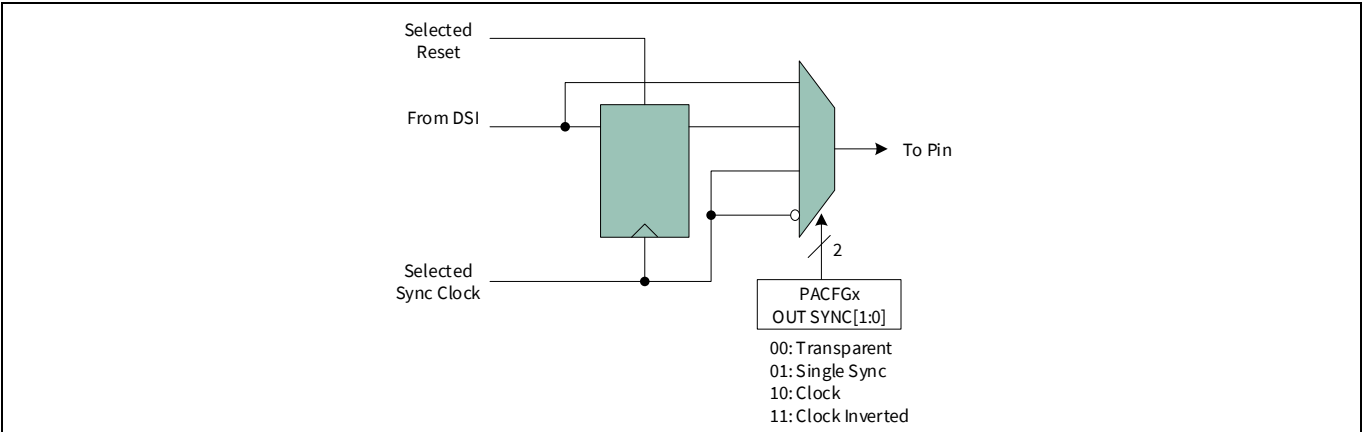 Selected
Reset
From DSI
To Pin
Selected
Sync Clock
2
PACFGx
OUT SYNC[1:0]
00: Transparent
01: Single Sync
10: Clock
11: Clock Inverted